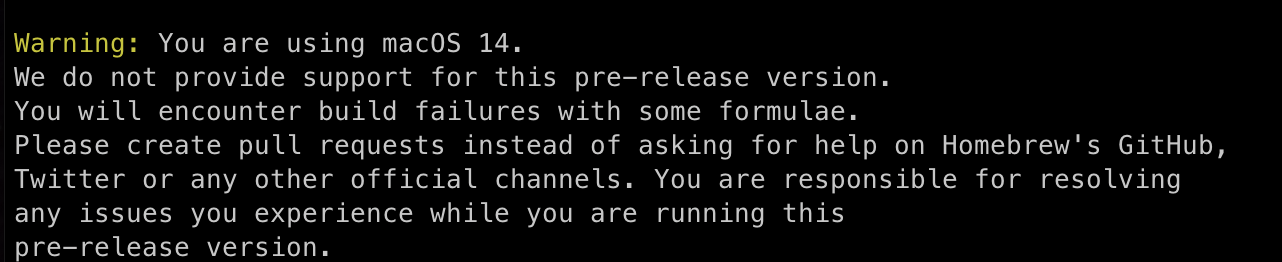 Warning: You are using macOS 14.
We do not provide support for this pre-release version.
You will encounter build failures with some formulae.
Please create pull requests instead of asking for help on Homebrew's GitHub,
Twitter or any other official channels. You are responsible for resolving
any issues you experience while you are running this
pre-release version.